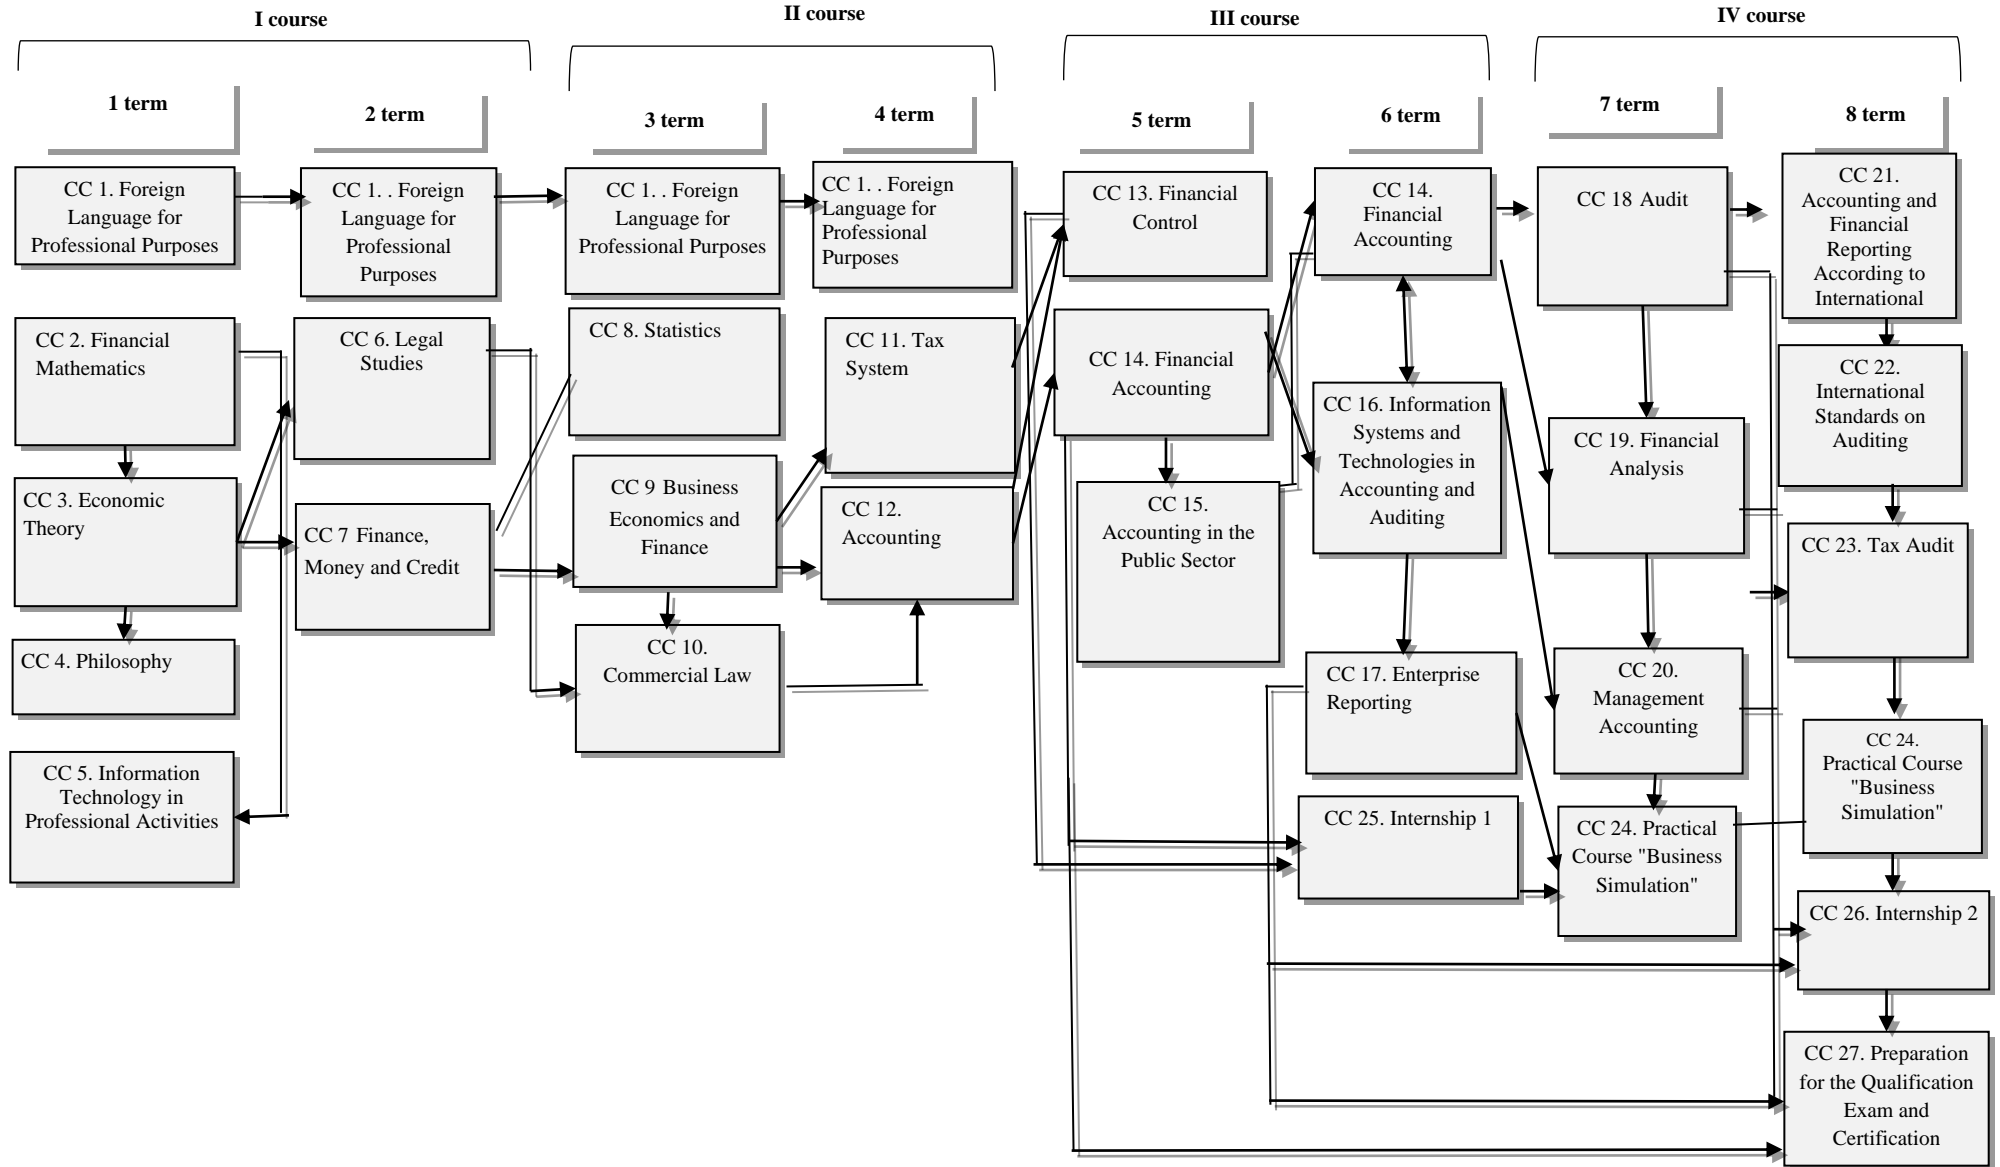 I course
II course
III course
IV course
1 term
2 term
3 term
4 term
5 term
6 term
7 term
8 term
CC 1. Foreign
Language for
Professional Purposes
CC 2. Financial
Mathematics
CC 3. Economic
Theory
CC 4. Philosophy
CC 5. Information
Technology in
Professional Activities
CC 1. . Foreign
Language for
Professional
Purposes
CC 6. Legal
Studies
CC 7 Finance,
Money and Credit
CC 1. . Foreign
Language for
Professional Purposes
CC 8. Statistics
CC 9 Business
Economics and
Finance
CC 10.
Commercial Law
CC 1. . Foreign
Language for
Professional
Purposes
CC 11. Tax
System
CC 12.
Accounting
CC 13. Financial
Control
CC 14. Financial
Accounting
CC 15.
Accounting in the
Public Sector
CC 14.
Financial
Accounting
CC 16. Information
Systems and
Technologies in
Accounting and
Auditing
CC 17. Enterprise
Reporting
CC 25. Internship 1
CC 18 Audit
CC 19. Financial
Analysis
CC 20.
Management
Accounting
CC 24. Practical
Course "Business
Simulation"
CC 21.
Accounting and
Financial
Reporting
According to
International
CC 22.
International
Standards on
Auditing
CC 23. Tax Audit
CC 24.
Practical Course
"Business
Simulation"
CC 26. Internship 2
CC 27. Preparation
for the Qualification
Exam and
Certification